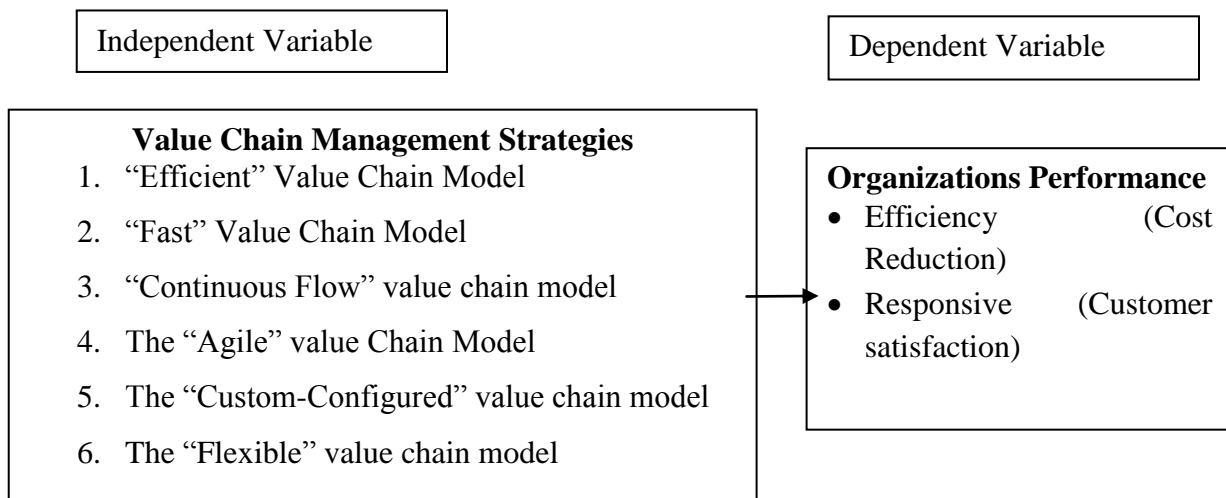 Independent Variable
Dependent Variable
Value Chain Management Strategies
1. “Efficient” Value Chain Model
2. “Fast” Value Chain Model
3. “Continuous Flow” value chain model
4. The “Agile” value Chain Model
5. The “Custom-Configured” value chain model
6. The “Flexible” value chain model
Organizations Performance
• Efficiency (Cost
Reduction)
• Responsive (Customer
satisfaction)